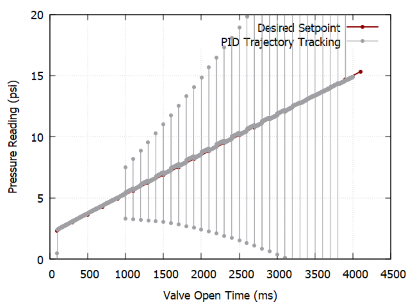 Desired Setpoint
PID Trajectory Tracking
20
15
10
5
0
Pressure Reading (psi)
0 500 1000 1500 2000 2500 3000 3500 4000 4500
Valve Open Time (ms)